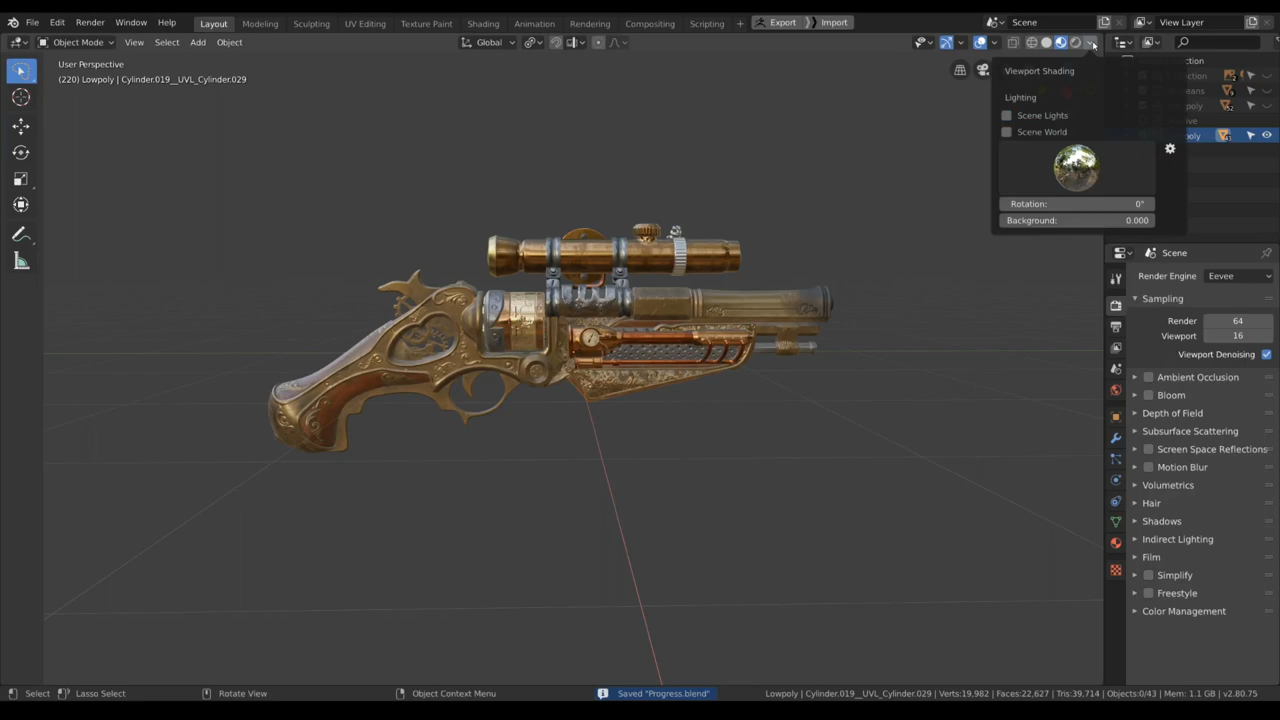 File Edit Render Window Help Layout Modeling Sculpting UV Editing Texture Paint Shading Animation Rendering Compositing Scripting + Export Import Scene View Layer
Object Mode View Select Add Object Global
User Perspective
(220) Lowpoly | Cylinder.019__UVL_Cylinder.029
Viewport Shading
Lighting
Scene Lights
Scene World
Rotation: 0°
Background: 0.000
Scene
Render Engine Eevee
Sampling
Render 64
Viewport 16
Viewport Denoising
Ambient Occlusion
Bloom
Depth of Field
Subsurface Scattering
Screen Space Reflections
Motion Blur
Volumetrics
Hair
Shadows
Indirect Lighting
Film
Simplify
Freestyle
Color Management
Select Lasso Select Rotate View Object Context Menu Saved "Progress.blend" Lowpoly | Cylinder.019__UVL_Cylinder.029 | Verts:19,982 | Faces:22,627 | Tris:39,714 | Objects:0/43 | Mem: 1.1 GB | v2.80.75